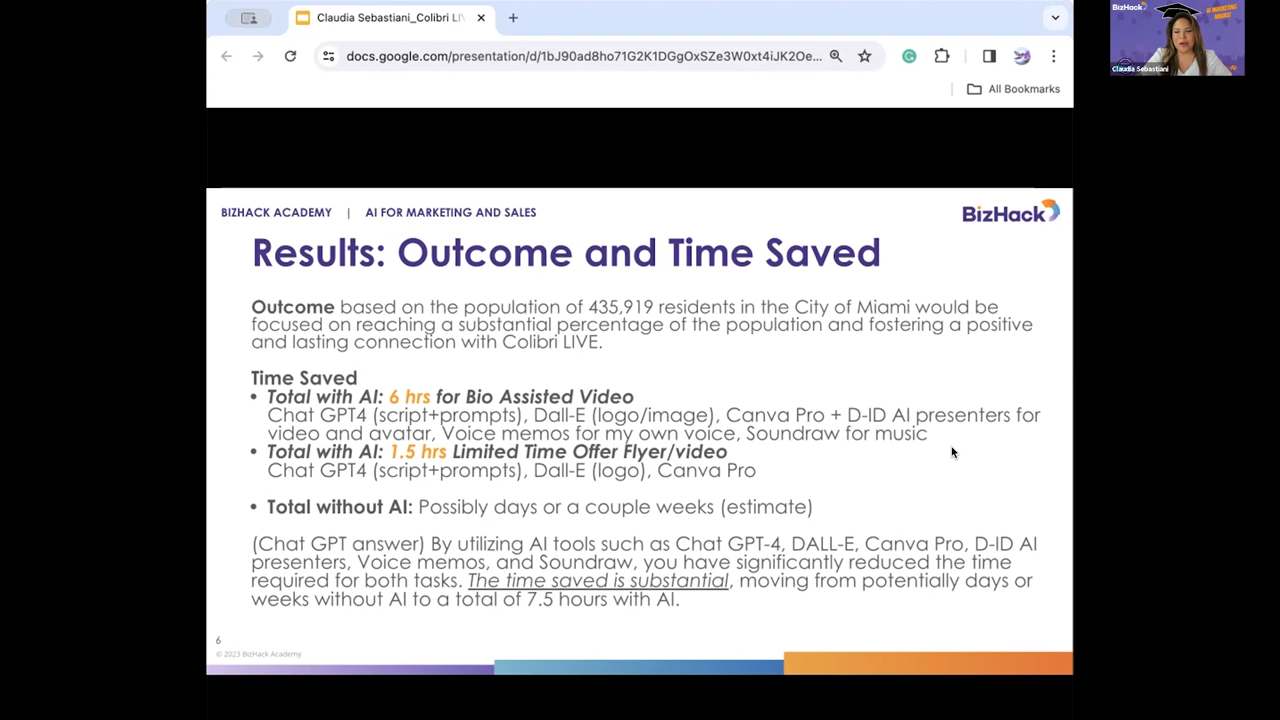 Claudia Sebastiani_Colibri LI
docs.google.com/presentation/d/1bJ90ad8ho71G2K1DGgOxSZe3W0xt4iJK2Oe...
All Bookmarks
BizHack
AI MARKETING
Claudia Sebastiani
BIZHACK ACADEMY | AI FOR MARKETING AND SALES
BizHack
Results: Outcome and Time Saved
Outcome based on the population of 435,919 residents in the City of Miami would be
focused on reaching a substantial percentage of the population and fostering a positive
and lasting connection with Colibri LIVE.
Time Saved
• Total with AI: 6 hrs for Bio Assisted Video
Chat GPT4 (script+prompts), Dall-E (logo/image), Canva Pro + D-ID AI presenters for
video and avatar, Voice memos for my own voice, Soundraw for music
• Total with AI: 1.5 hrs Limited Time Offer Flyer/video
Chat GPT4 (script+prompts), Dall-E (logo), Canva Pro
• Total without AI: Possibly days or a couple weeks (estimate)
(Chat GPT answer) By utilizing AI tools such as Chat GPT-4, DALL-E, Canva Pro, D-ID AI
presenters, Voice memos, and Soundraw, you have significantly reduced the time
required for both tasks. The time saved is substantial, moving from potentially days or
weeks without AI to a total of 7.5 hours with AI.
6
© 2023 BizHack Academy